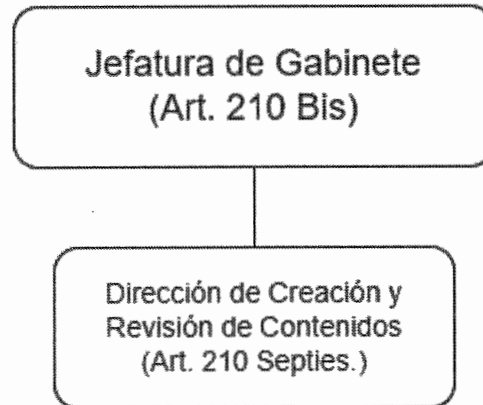 Jefatura de Gabinete
(Art. 210 Bis)
Dirección de Creación y
Revisión de Contenidos
(Art. 210 Septies.)